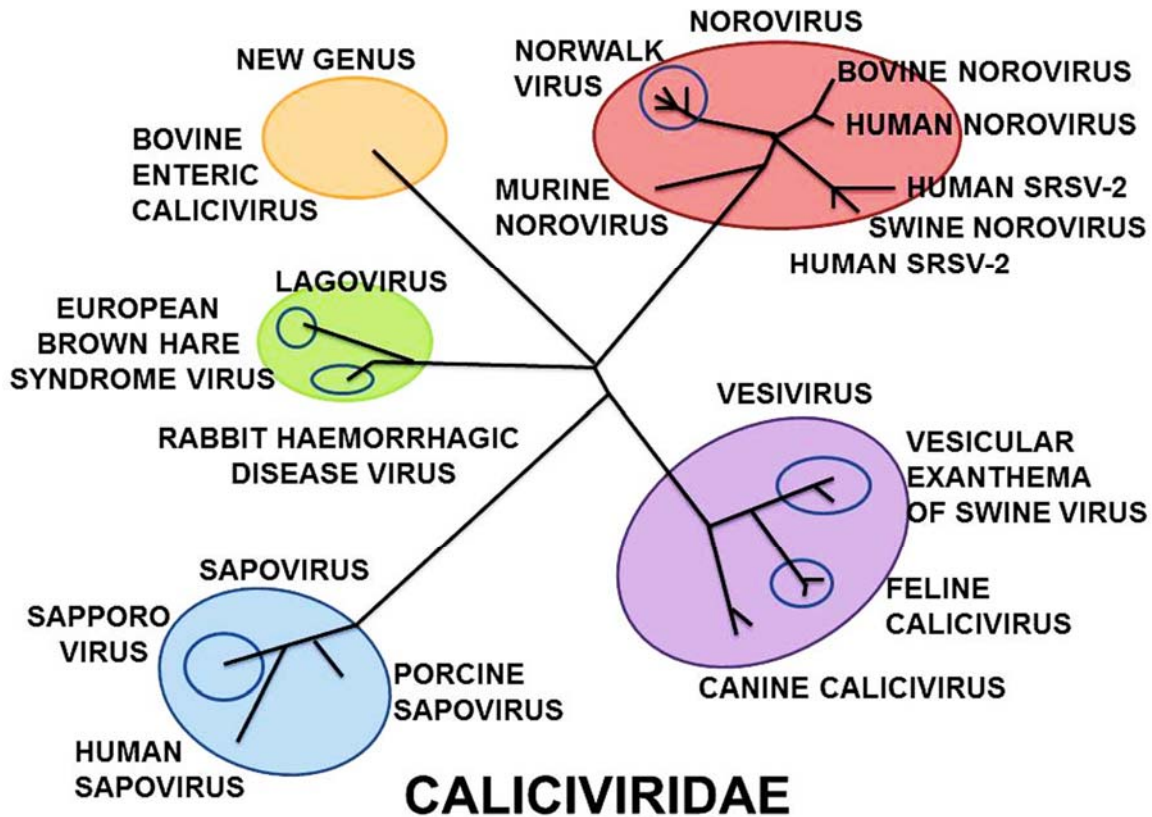 NOROVIRUS
NORWALK
VIRUS
BOVINE NOROVIRUS
HUMAN NOROVIRUS
MURINE
NOROVIRUS
HUMAN SRSV-2
SWINE NOROVIRUS
HUMAN SRSV-2
NEW GENUS
BOVINE
ENTERIC
CALICIVIRUS
LAGOVIRUS
EUROPEAN
BROWN HARE
SYNDROME VIRUS
RABBIT HAEMORRHAGIC
DISEASE VIRUS
VESIVIRUS
VESICULAR
EXANTHEMA
OF SWINE VIRUS
FELINE
CALICIVIRUS
CANINE CALICIVIRUS
SAPOVIRUS
SAPPORO
VIRUS
PORCINE
SAPOVIRUS
HUMAN
SAPOVIRUS
CALICIVIRIDAE